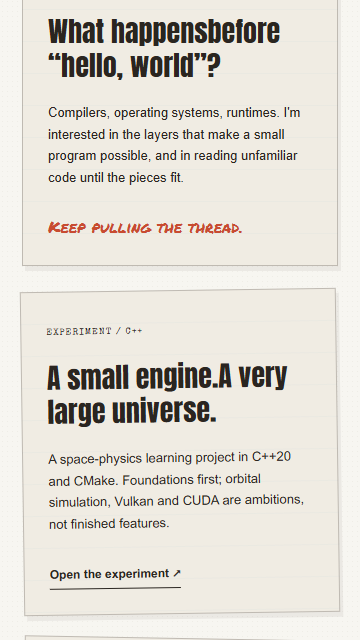 What happensbefore
“hello, world”?
Compilers, operating systems, runtimes. I'm
interested in the layers that make a small
program possible, and in reading unfamiliar
code until the pieces fit.
Keep pulling the thread.
EXPERIMENT / C++
A small engine.A very
large universe.
A space-physics learning project in C++20
and CMake. Foundations first; orbital
simulation, Vulkan and CUDA are ambitions,
not finished features.
Open the experiment ↗